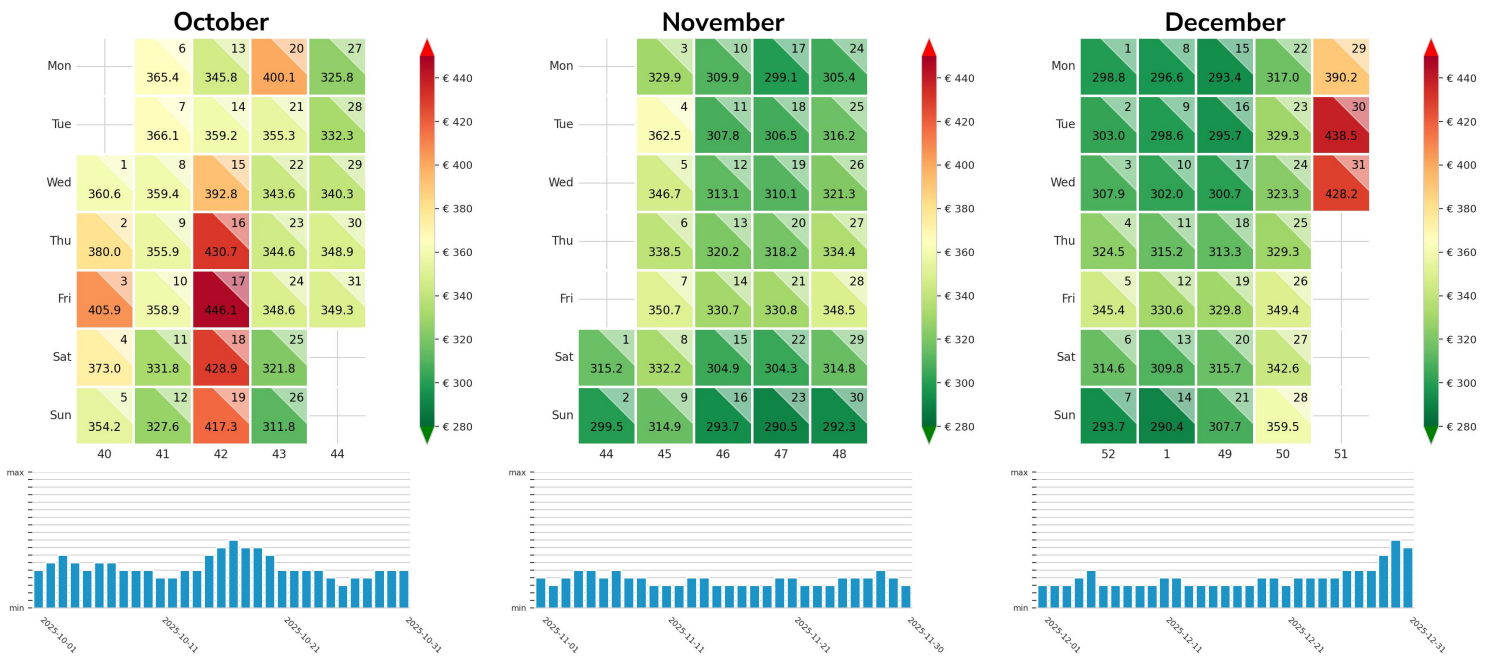 October November December
6 13 20 27
Mon 365.4 345.8 400.1 325.8
7 14 21 28
Tue 366.1 359.2 355.3 332.3
1 8 15 22 29
Wed 360.6 359.4 392.8 343.6 340.3
2 9 16 23 30
Thu 380.0 355.9 430.7 344.6 348.9
3 10 17 24 31
Fri 405.9 358.9 446.1 348.6 349.3
4 11 18 25
Sat 373.0 331.8 428.9 321.8
5 12 19 26
Sun 354.2 327.6 417.3 311.8
40 41 42 43 44
€ 440
€ 420
€ 400
€ 380
€ 360
€ 340
€ 320
€ 300
€ 280
3 10 17 24
Mon 329.9 309.9 299.1 305.4
4 11 18 25
Tue 362.5 307.8 306.5 316.2
5 12 19 26
Wed 346.7 313.1 310.1 321.3
6 13 20 27
Thu 338.5 320.2 318.2 334.4
7 14 21 28
Fri 350.7 330.7 330.8 348.5
1 8 15 22 29
Sat 315.2 332.2 304.9 304.3 314.8
2 9 16 23 30
Sun 299.5 314.9 293.7 290.5 292.3
44 45 46 47 48
€ 440
€ 420
€ 400
€ 380
€ 360
€ 340
€ 320
€ 300
€ 280
1 8 15 22 29
Mon 298.8 296.6 293.4 317.0 390.2
2 9 16 23 30
Tue 303.0 298.6 295.7 329.3 438.5
3 10 17 24 31
Wed 307.9 302.0 300.7 323.3 428.2
4 11 18 25
Thu 324.5 315.2 313.3 329.3
5 12 19 26
Fri 345.4 330.6 329.8 349.4
6 13 20 27
Sat 314.6 309.8 315.7 342.6
7 14 21 28
Sun 293.7 290.4 307.7 359.5
52 1 49 50 51
€ 440
€ 420
€ 400
€ 380
€ 360
€ 340
€ 320
€ 300
€ 280
max
min
2025-10-01 2025-10-11 2025-10-21 2025-10-31
max
min
2025-11-01 2025-11-11 2025-11-21 2025-11-30
max
min
2025-12-01 2025-12-11 2025-12-21 2025-12-31